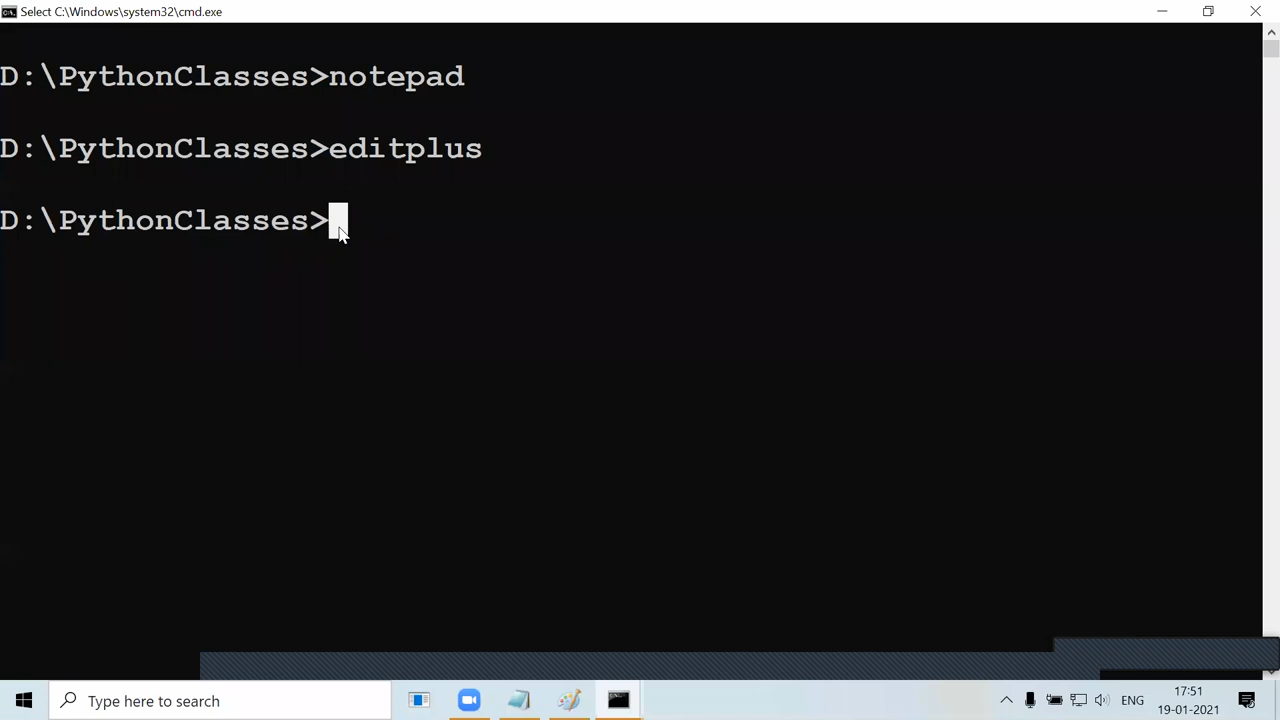 Select C:\Windows\system32\cmd.exe
D:\PythonClasses>notepad
D:\PythonClasses>editplus
D:\PythonClasses>
Type here to search
ENG
17:51
19-01-2021